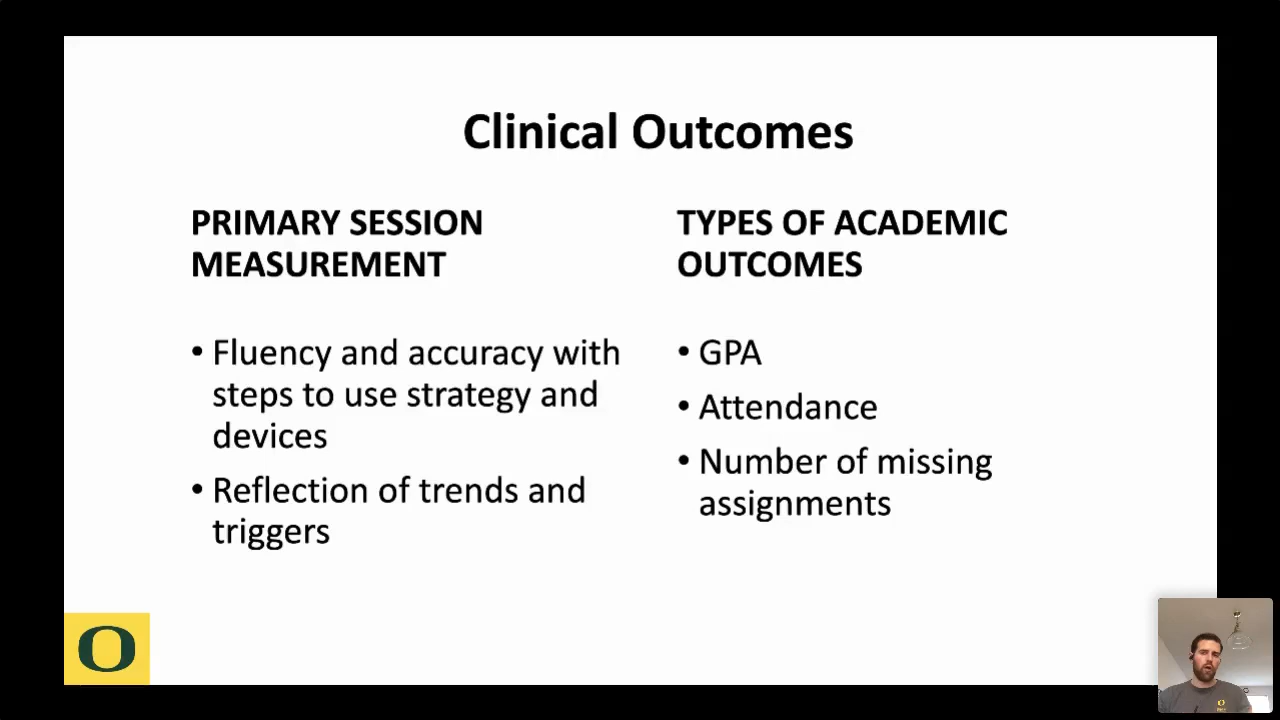 Clinical Outcomes
PRIMARY SESSION
MEASUREMENT
• Fluency and accuracy with
steps to use strategy and
devices
• Reflection of trends and
triggers
TYPES OF ACADEMIC
OUTCOMES
• GPA
• Attendance
• Number of missing
assignments
O
O